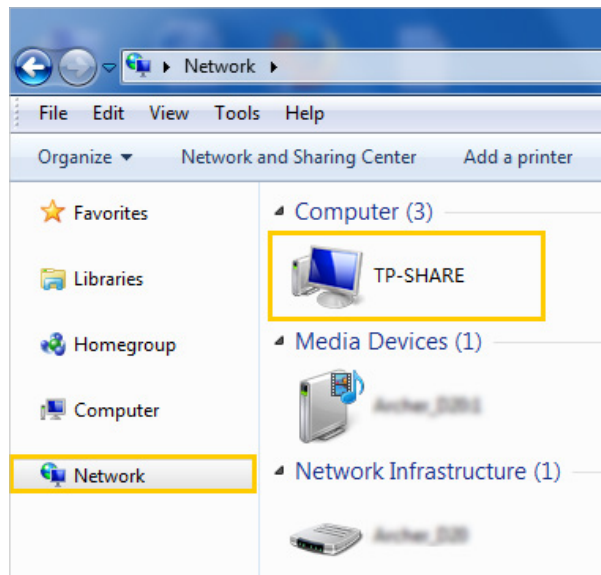 Network
File Edit View Tools Help
Organize Network and Sharing Center Add a printer
Favorites
Libraries
Homegroup
Computer
Network
Computer (3)
TP-SHARE
Media Devices (1)
Network Infrastructure (1)